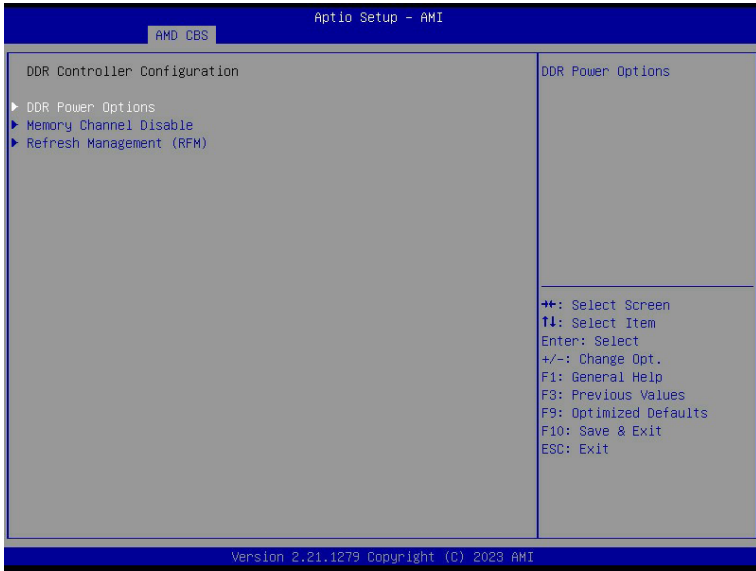 Aptio Setup – AMI
AMD CBS
DDR Controller Configuration
DDR Power Options
Memory Channel Disable
Refresh Management (RFM)
DDR Power Options
→←: Select Screen
↑↓: Select Item
Enter: Select
+/-: Change Opt.
F1: General Help
F3: Previous Values
F9: Optimized Defaults
F10: Save & Exit
ESC: Exit
Version 2.21.1279 Copyright (C) 2023 AMI